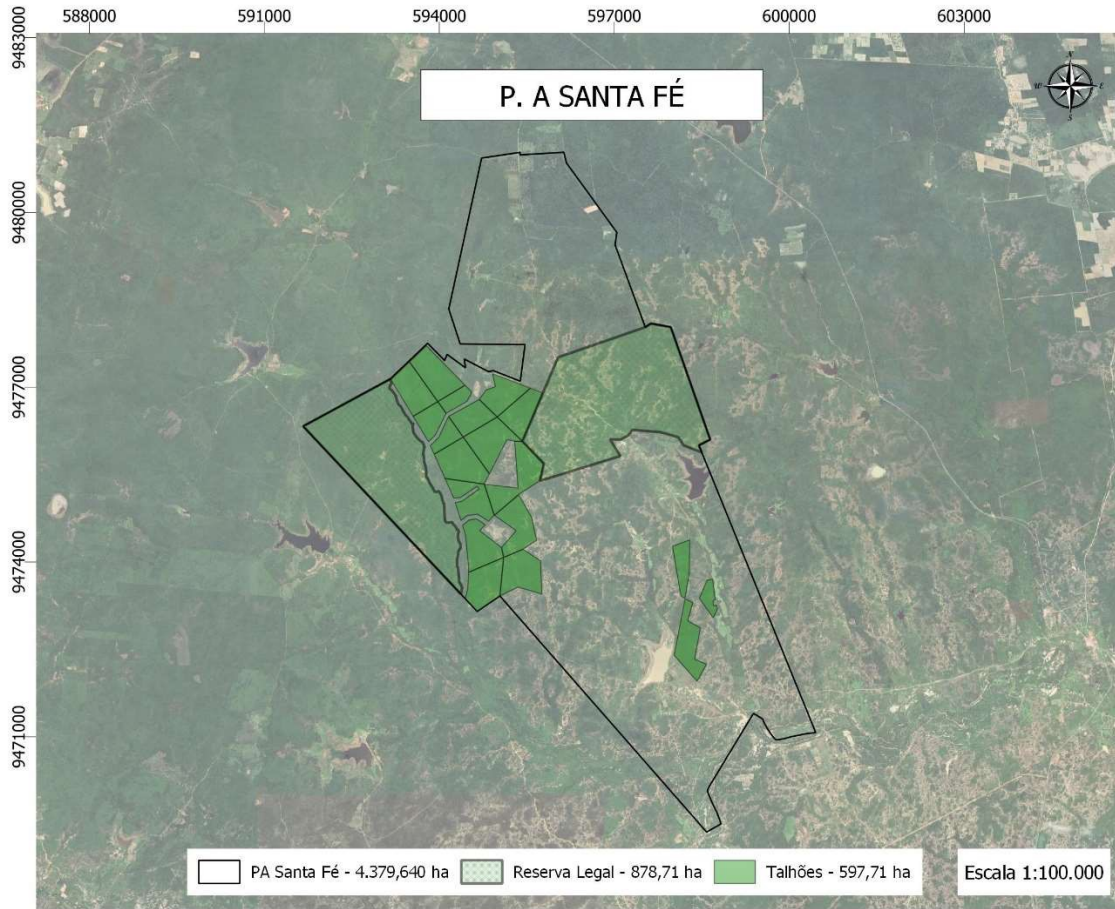 588000 591000 594000 597000 600000 603000
9483000
9480000
9477000
9474000
9471000
P. A SANTA FÉ
N
W E
S
PA Santa Fé - 4.379,640 ha Reserva Legal - 878,71 ha Talhões - 597,71 ha Escala 1:100.000